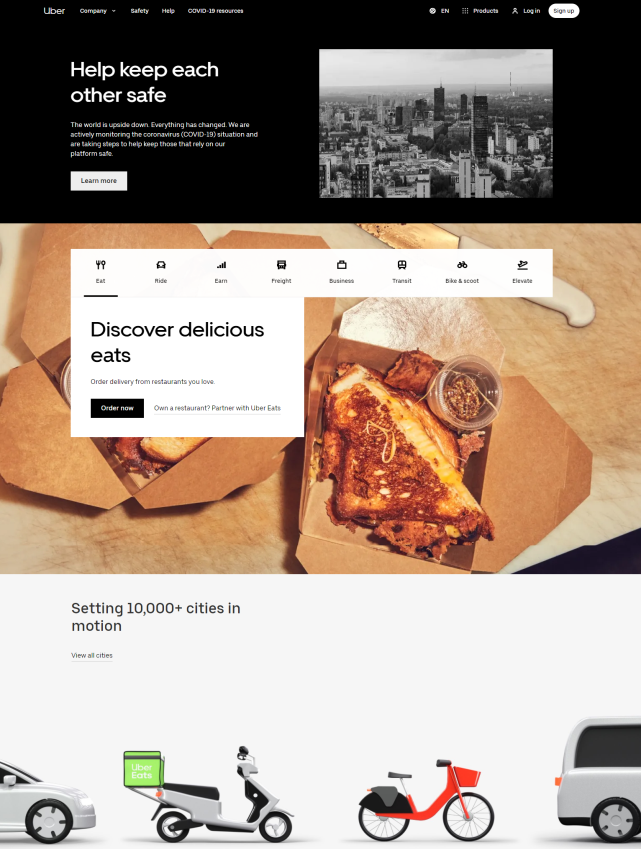 Uber Company Safety Help COVID-19 resources EN Products Log in Sign up
Help keep each
other safe
The world is upside down. Everything has changed. We are
actively monitoring the coronavirus (COVID-19) situation and
are taking steps to help keep those that rely on our
platform safe.
Learn more
Eat Ride Earn Freight Business Transit Bike & scoot Elevate
Discover delicious
eats
Order delivery from restaurants you love.
Order now Own a restaurant? Partner with Uber Eats
Setting 10,000+ cities in
motion
View all cities
Uber
Eats